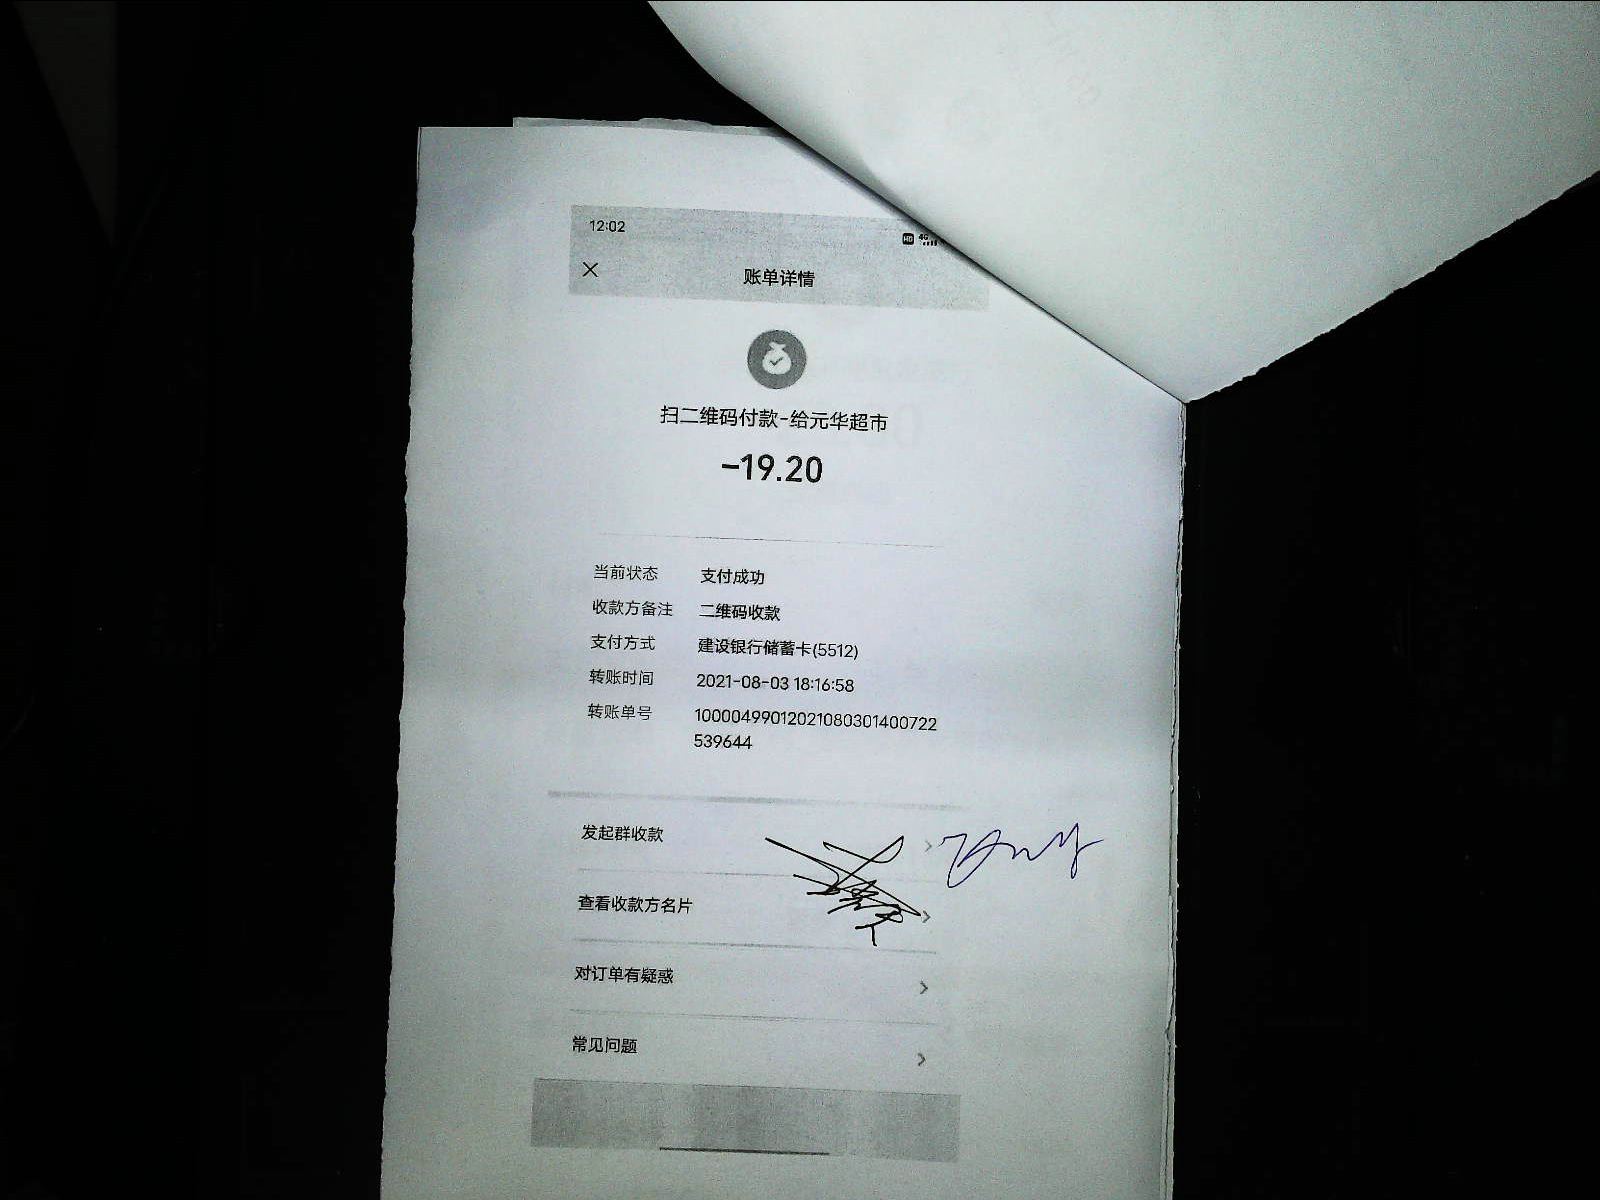 12:02
HD 4G
账单详情
扫二维码付款-给元华超市
-19.20
当前状态 支付成功
收款方备注 二维码收款
支付方式 建设银行储蓄卡(5512)
转账时间 2021-08-03 18:16:58
转账单号 10000499012021080301400722
539644
发起群收款
查看收款方名片
对订单有疑惑
常见问题